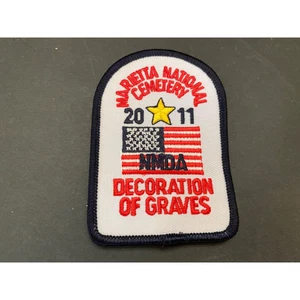 MARIETTA NATIONAL
CEMETERY
20 11
NMDA
DECORATION
OF GRAVES